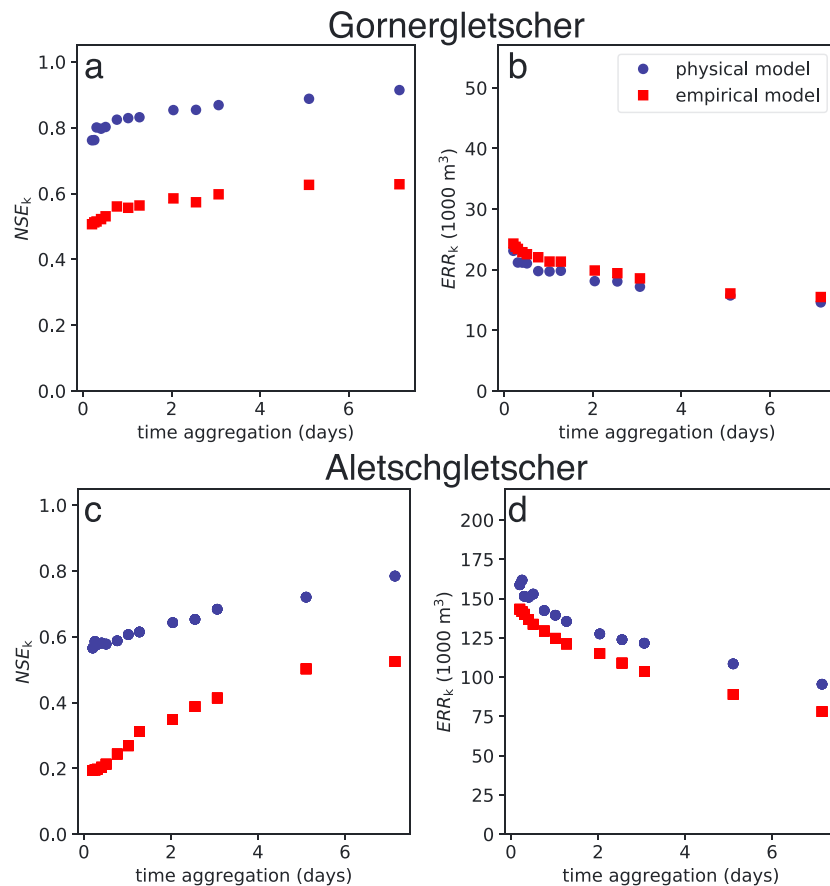 Gornergletscher
a
1.0
0.8
0.6
0.4
0.2
0.0
NSEk
0 2 4 6
time aggregation (days)
b
physical model
empirical model
50
40
30
20
10
0
ERRk (1000 m³)
0 2 4 6
time aggregation (days)
Aletschgletscher
c
1.0
0.8
0.6
0.4
0.2
0.0
NSEk
0 2 4 6
time aggregation (days)
d
200
175
150
125
100
75
50
25
0
ERRk (1000 m³)
0 2 4 6
time aggregation (days)